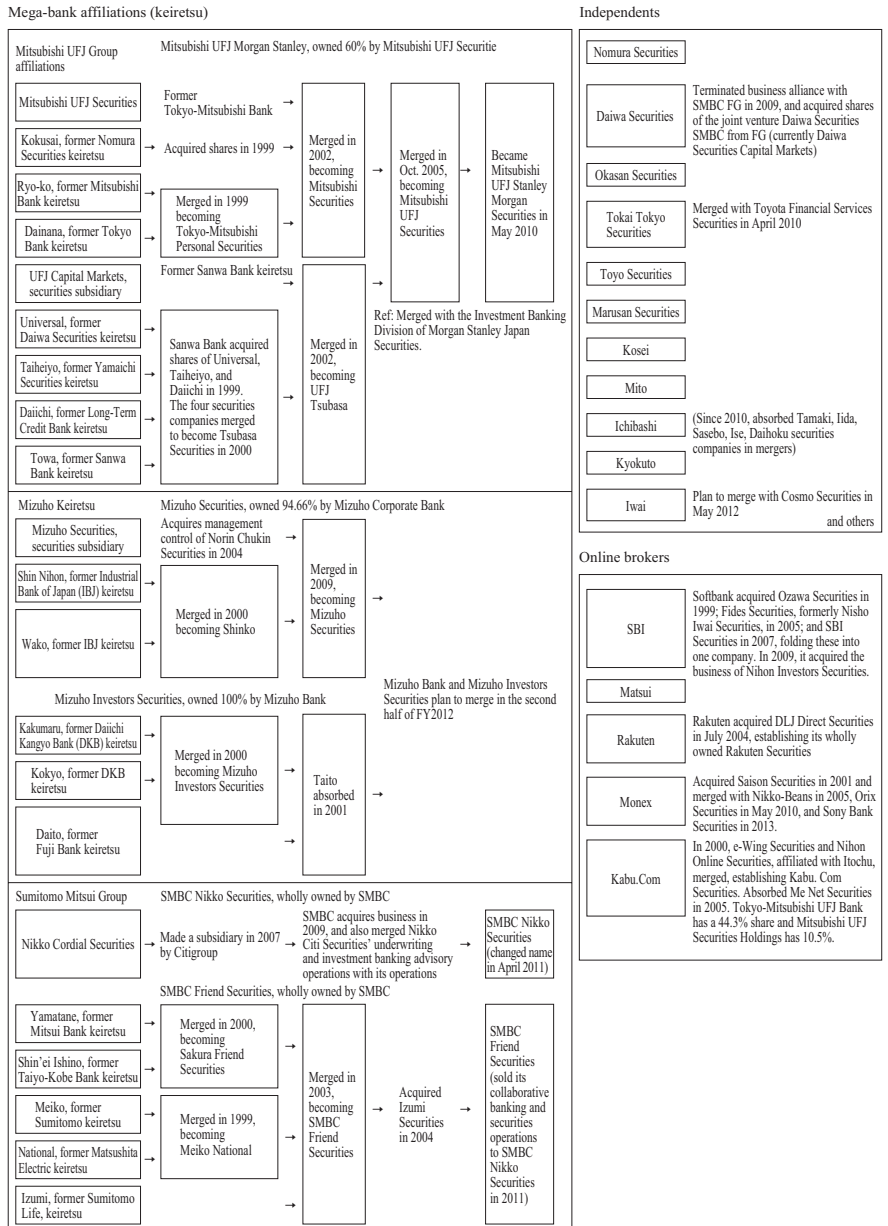 Mega-bank affiliations (keiretsu)
Mitsubishi UFJ Group
affiliations
Mitsubishi UFJ Morgan Stanley, owned 60% by Mitsubishi UFJ Securitie
Mitsubishi UFJ Securities
Former
Tokyo-Mitsubishi Bank
→
Kokusai, former Nomura
Securities keiretsu
→
Acquired shares in 1999
→
Ryo-ko, former Mitsubishi
Bank keiretsu
→
Dainana, former Tokyo
Bank keiretsu
→
Merged in 1999
becoming
Tokyo-Mitsubishi
Personal Securities
→
Merged in
2002,
becoming
Mitsubishi
Securities
→
Merged in
Oct. 2005,
becoming
Mitsubishi
UFJ
Securities
→
Became
Mitsubishi
UFJ Stanley
Morgan
Securities in
May 2010
UFJ Capital Markets,
securities subsidiary
Former Sanwa Bank keiretsu
→
Universal, former
Daiwa Securities keiretsu
→
Taiheiyo, former Yamaichi
Securities keiretsu
→
Daiichi, former Long-Term
Credit Bank keiretsu
→
Towa, former Sanwa
Bank keiretsu
→
Sanwa Bank acquired
shares of Universal,
Taiheiyo, and
Daiichi in 1999.
The four securities
companies merged
to become Tsubasa
Securities in 2000
→
Merged in
2002,
becoming
UFJ
Tsubasa
→
Ref: Merged with the Investment Banking
Division of Morgan Stanley Japan
Securities.
Mizuho Keiretsu
Mizuho Securities, owned 94.66% by Mizuho Corporate Bank
Mizuho Securities,
securities subsidiary
Acquires management
control of Norin Chukin
Securities in 2004
→
Shin Nihon, former Industrial
Bank of Japan (IBJ) keiretsu
→
Wako, former IBJ keiretsu
→
Merged in 2000
becoming Shinko
→
Merged in
2009,
becoming
Mizuho
Securities
→
Mizuho Investors Securities, owned 100% by Mizuho Bank
Mizuho Bank and Mizuho Investors
Securities plan to merge in the second
half of FY2012
Kakumaru, former Daiichi
Kangyo Bank (DKB) keiretsu
→
Kokyo, former DKB
keiretsu
→
Merged in 2000
becoming Mizuho
Investors Securities
→
Daito, former
Fuji Bank keiretsu
→
Taito
absorbed
in 2001
→
Sumitomo Mitsui Group
SMBC Nikko Securities, wholly owned by SMBC
Nikko Cordial Securities
→
Made a subsidiary in 2007
by Citigroup
→
SMBC acquires business in
2009, and also merged Nikko
Citi Securities' underwriting
and investment banking advisory
operations with its operations
→
SMBC Nikko
Securities
(changed name
in April 2011)
SMBC Friend Securities, wholly owned by SMBC
Yamatane, former
Mitsui Bank keiretsu
→
Shin'ei Ishino, former
Taiyo-Kobe Bank keiretsu
→
Merged in 2000,
becoming
Sakura Friend
Securities
→
Meiko, former
Sumitomo keiretsu
→
National, former Matsushita
Electric keiretsu
→
Merged in 1999,
becoming
Meiko National
→
Izumi, former Sumitomo
Life, keiretsu
→
Merged in
2003,
becoming
SMBC
Friend
Securities
→
Acquired
Izumi
Securities
in 2004
→
SMBC
Friend
Securities
(sold its
collaborative
banking and
securities
operations
to SMBC
Nikko
Securities
in 2011)
Independents
Nomura Securities
Daiwa Securities
Terminated business alliance with
SMBC FG in 2009, and acquired shares
of the joint venture Daiwa Securities
SMBC from FG (currently Daiwa
Securities Capital Markets)
Okasan Securities
Tokai Tokyo
Securities
Merged with Toyota Financial Services
Securities in April 2010
Toyo Securities
Marusan Securities
Kosei
Mito
Ichibashi
(Since 2010, absorbed Tamaki, Iida,
Sasebo, Ise, Daihoku securities
companies in mergers)
Kyokuto
Iwai
Plan to merge with Cosmo Securities in
May 2012
and others
Online brokers
SBI
Softbank acquired Ozawa Securities in
1999; Fides Securities, formerly Nisho
Iwai Securities, in 2005; and SBI
Securities in 2007, folding these into
one company. In 2009, it acquired the
business of Nihon Investors Securities.
Matsui
Rakuten
Rakuten acquired DLJ Direct Securities
in July 2004, establishing its wholly
owned Rakuten Securities
Monex
Acquired Saison Securities in 2001 and
merged with Nikko-Beans in 2005, Orix
Securities in May 2010, and Sony Bank
Securities in 2013.
Kabu.Com
In 2000, e-Wing Securities and Nihon
Online Securities, affiliated with Itochu,
merged, establishing Kabu. Com
Securities. Absorbed Me Net Securities
in 2005. Tokyo-Mitsubishi UFJ Bank
has a 44.3% share and Mitsubishi UFJ
Securities Holdings has 10.5%.